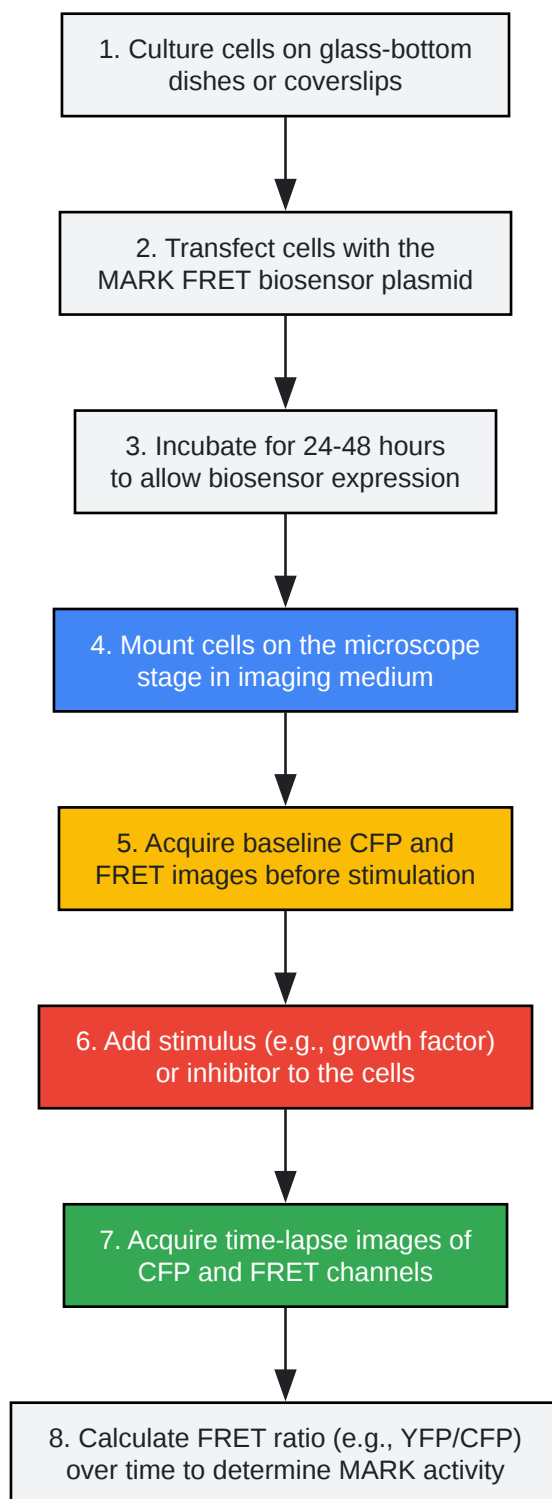 1. Culture cells on glass-bottom
dishes or coverslips
2. Transfect cells with the
MARK FRET biosensor plasmid
3. Incubate for 24-48 hours
to allow biosensor expression
4. Mount cells on the microscope
stage in imaging medium
5. Acquire baseline CFP and
FRET images before stimulation
6. Add stimulus (e.g., growth factor)
or inhibitor to the cells
7. Acquire time-lapse images of
CFP and FRET channels
8. Calculate FRET ratio (e.g., YFP/CFP)
over time to determine MARK activity